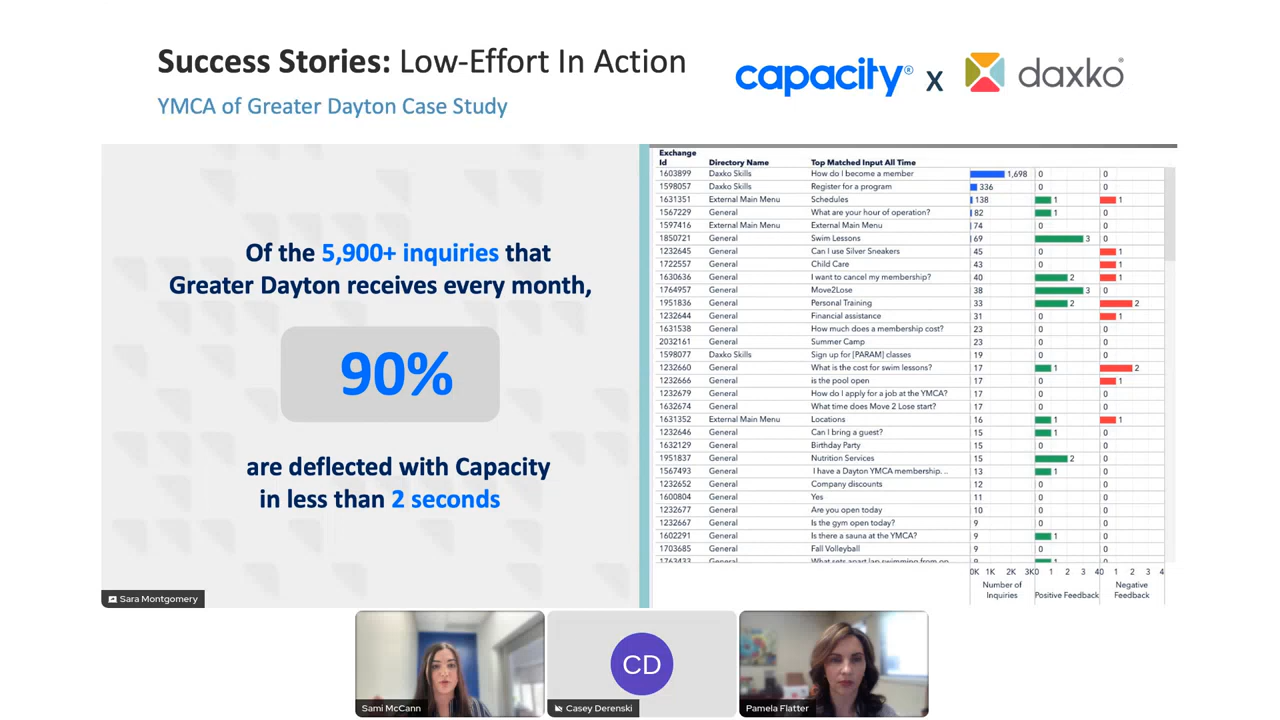 Success Stories: Low-Effort In Action
YMCA of Greater Dayton Case Study
capacity® x daxko®
Of the 5,900+ inquiries that
Greater Dayton receives every month,
90%
are deflected with Capacity
in less than 2 seconds
Exchange
Id Directory Name Top Matched Input All Time
1603899 Daxko Skills How do I become a member 1,698 0 0
1598057 Daxko Skills Register for a program 336 0 0
1631351 External Main Menu Schedules 138 1 1
1567229 General What are your hour of operation? 82 1 0
1597416 External Main Menu External Main Menu 74 0 0
1850721 General Swim Lessons 69 3 0
1232645 General Can I use Silver Sneakers 45 0 1
1722557 General Child Care 43 0 1
1630636 General I want to cancel my membership? 40 2 1
1764957 General Move2Lose 38 3 0
1951836 General Personal Training 33 2 2
1232644 General Financial assistance 31 0 1
1631538 General How much does a membership cost? 23 0 0
2032161 General Summer Camp 23 0 0
1598077 Daxko Skills Sign up for [PARAM] classes 19 0 0
1232660 General What is the cost for swim lessons? 17 1 2
1232666 General is the pool open 17 0 1
1232679 General How do I apply for a job at the YMCA? 17 0 0
1632674 General What time does Move 2 Lose start? 17 0 0
1631352 External Main Menu Locations 16 1 1
1232646 General Can I bring a guest? 15 1 0
1632129 General Birthday Party 15 0 0
1951837 General Nutrition Services 15 2 0
1567493 General I have a Dayton YMCA membership... 13 1 0
1232652 General Company discounts 12 0 0
1600804 General Yes 11 0 0
1232677 General Are you open today 10 0 0
1232667 General Is the gym open today? 9 0 0
1602291 General Is there a sauna at the YMCA? 9 1 0
1703685 General Fall Volleyball 9 0 0
1763433 General What sets apart lap swimming from op... 9 1 0
0K 1K 2K 3K 0 1 2 3 4 0 1 2 3 4
Number of
Inquiries Positive Feedback Negative
Feedback
Sara Montgomery
Sami McCann
CD
Casey Derenski
Pamela Flatter